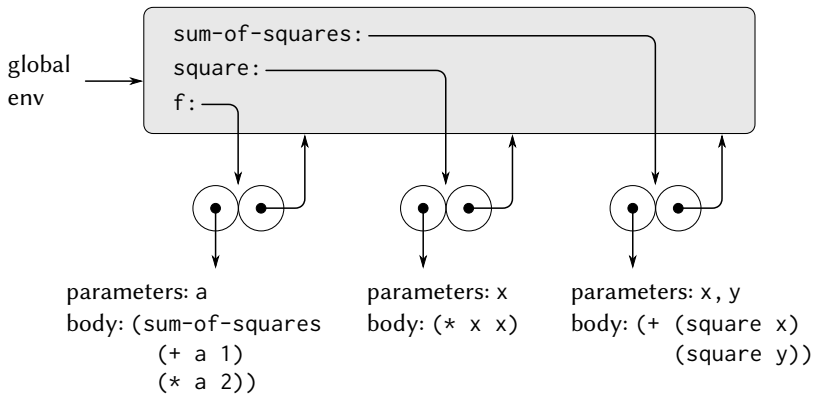 sum-of-squares:
global
env
square:
f:
parameters: a
body: (sum-of-squares
(+ a 1)
(* a 2))
parameters: x
body: (* x x)
parameters: x, y
body: (+ (square x)
(square y))